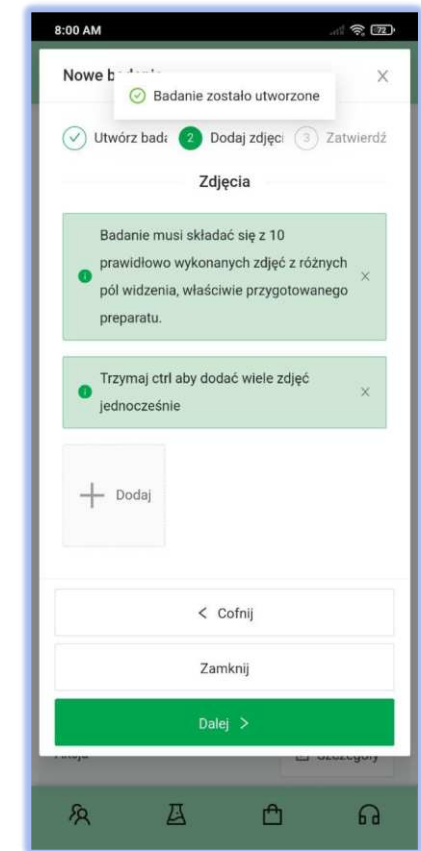 8:00 AM
72
Nowe
Badanie zostało utworzone
Utwórz bada 2 Dodaj zdjęc 3 Zatwierdź
Zdjęcia
Badanie musi składać się z 10
prawidłowo wykonanych zdjęć z różnych
pól widzenia, właściwie przygotowanego
preparatu.
Trzymaj ctrl aby dodać wiele zdjęć
jednocześnie
Dodaj
Cofnij
Zamknij
Dalej